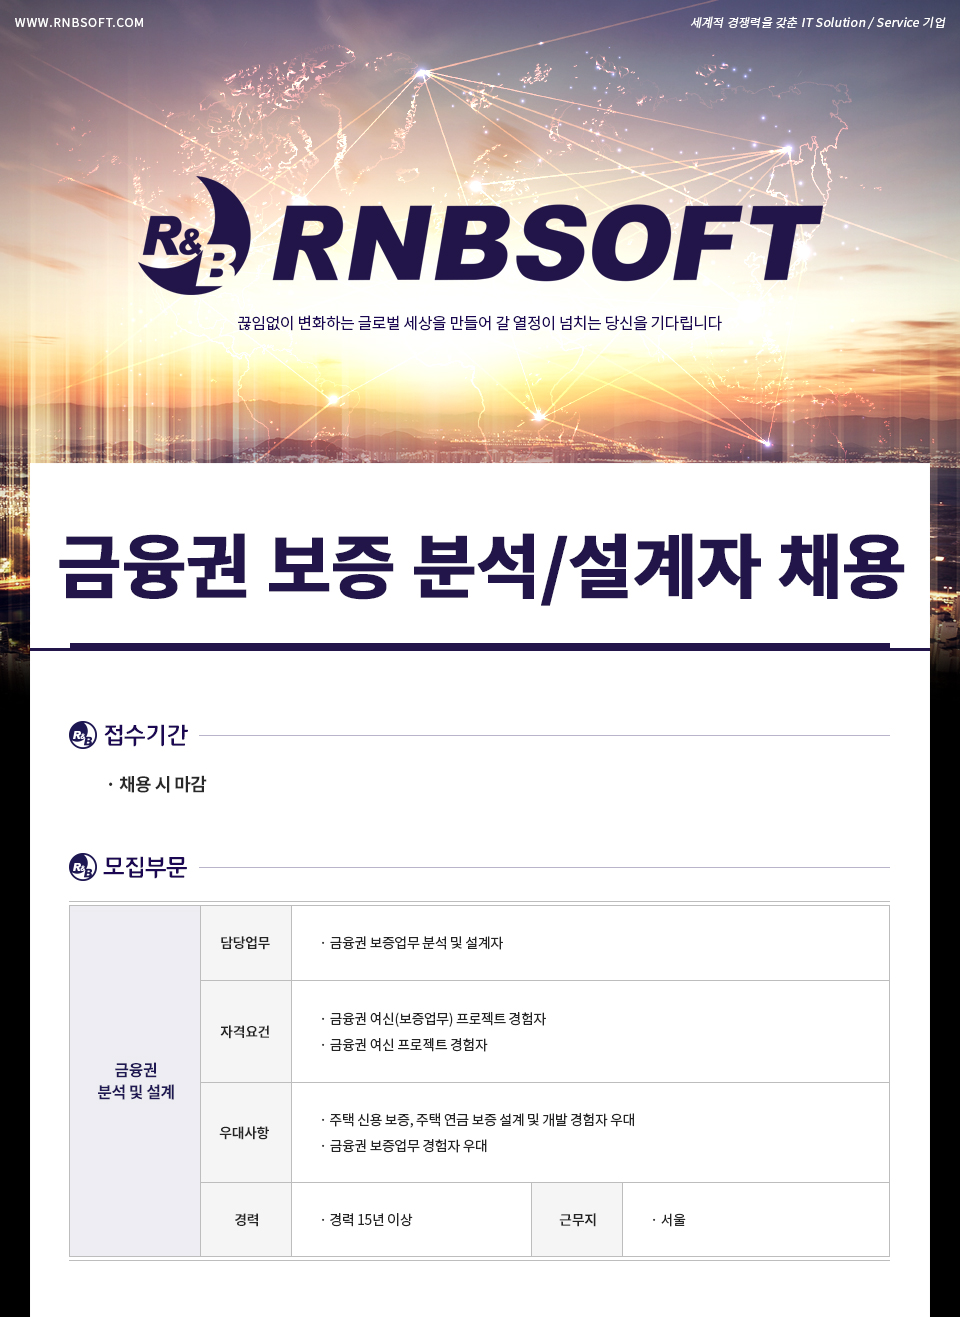 WWW.RNBSOFT.COM
세계적 경쟁력을 갖춘 IT Solution / Service 기업
R&B RNBSOFT
끊임없이 변화하는 글로벌 세상을 만들어 갈 열정이 넘치는 당신을 기다립니다
금융권 보증 분석/설계자 채용
R&B 접수기간
· 채용 시 마감
R&B 모집부문
금융권
분석 및 설계
담당업무
· 금융권 보증업무 분석 및 설계자
자격요건
· 금융권 여신(보증업무) 프로젝트 경험자
· 금융권 여신 프로젝트 경험자
우대사항
· 주택 신용 보증, 주택 연금 보증 설계 및 개발 경험자 우대
· 금융권 보증업무 경험자 우대
경력
· 경력 15년 이상
근무지
· 서울